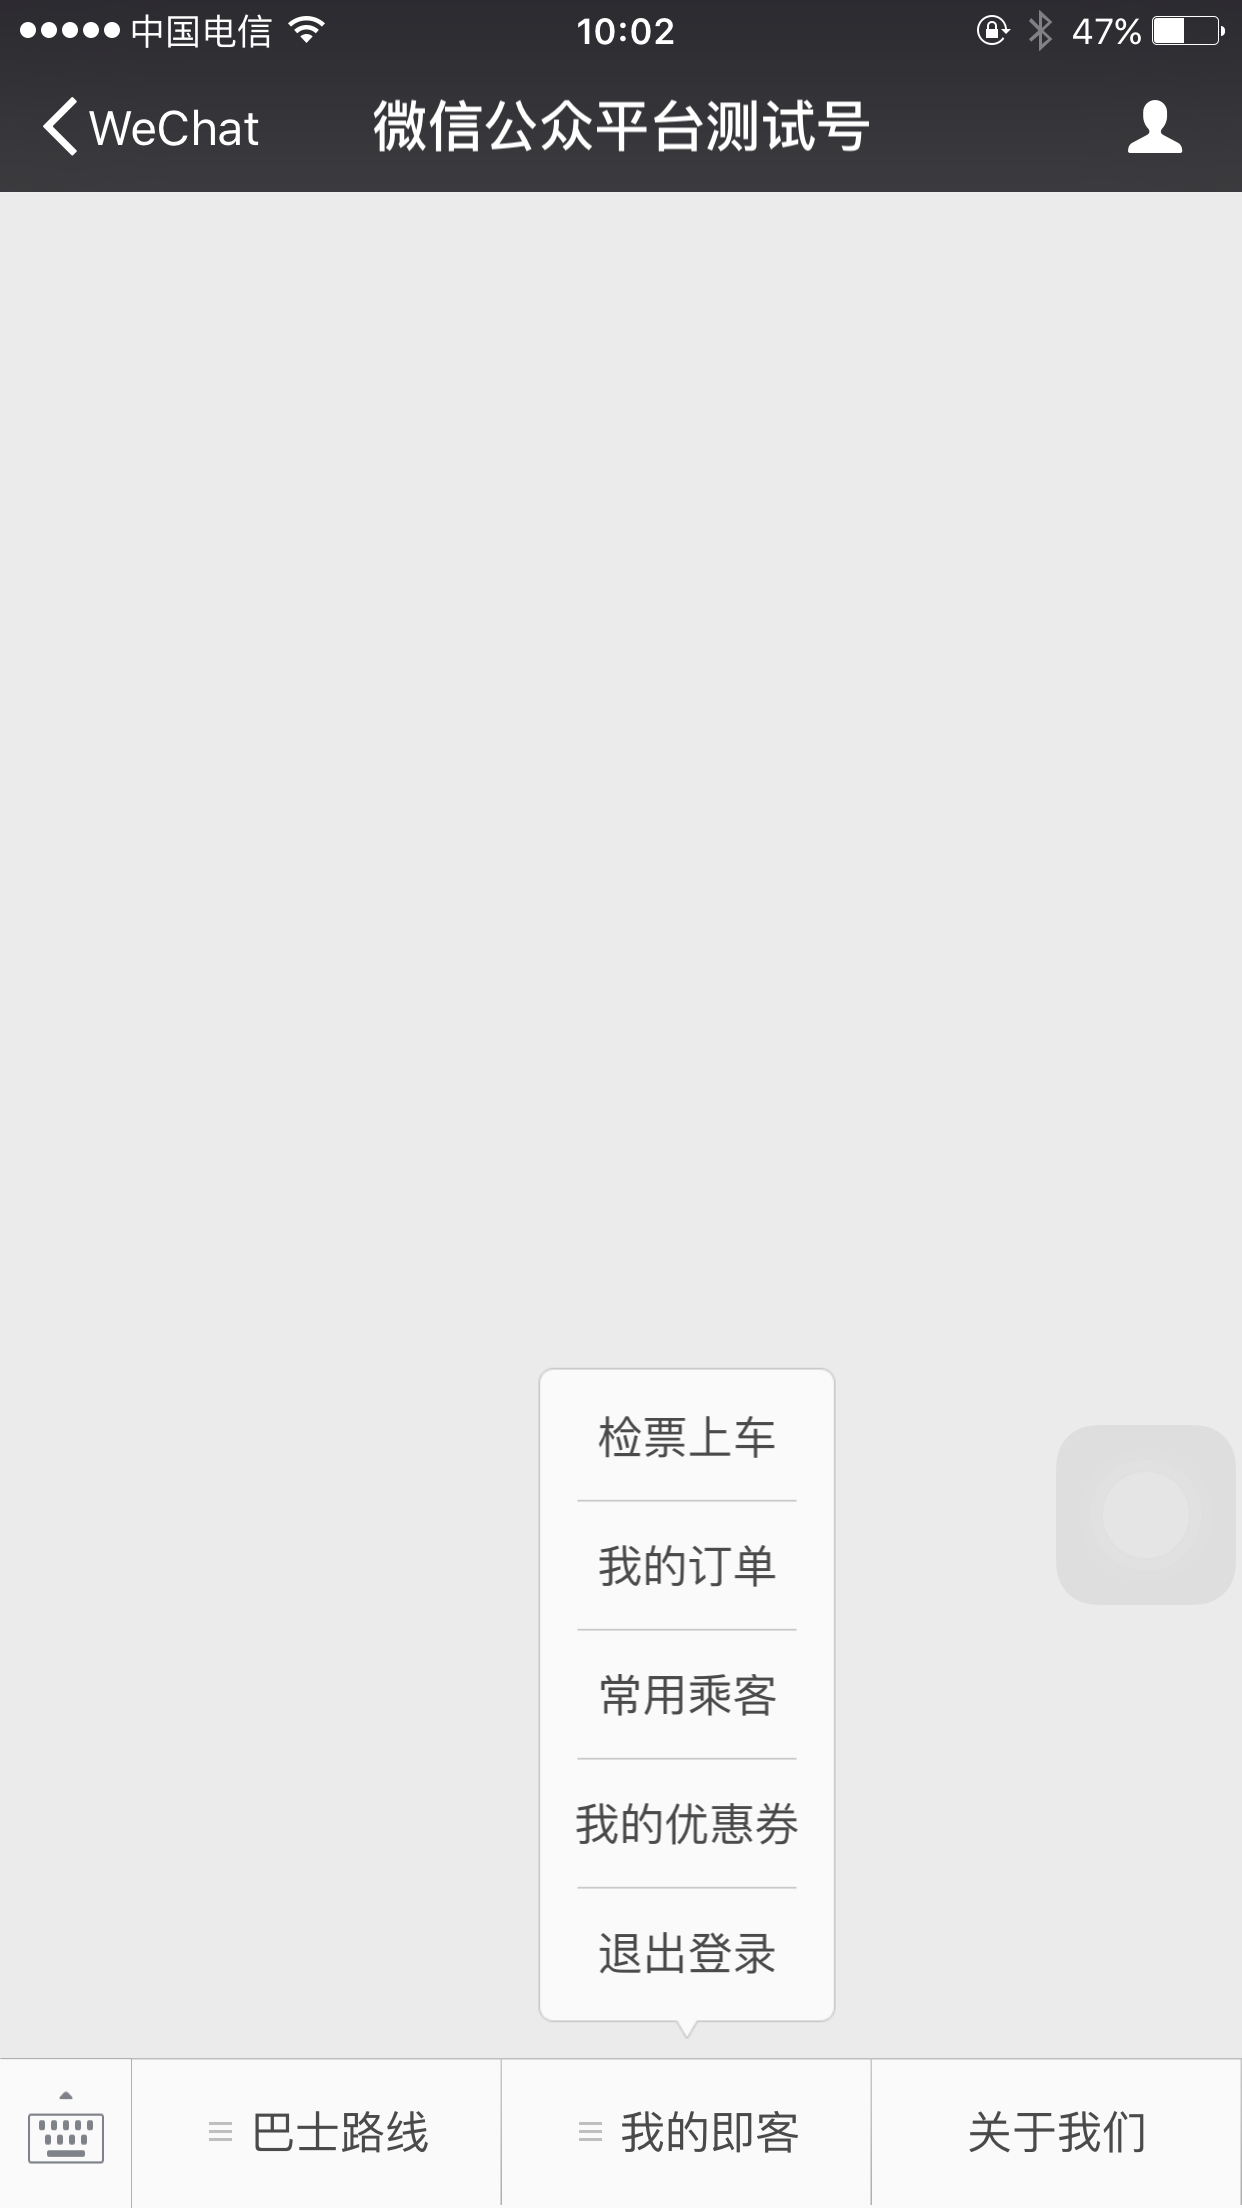 中国电信 10:02 47%
WeChat 微信公众平台测试号
检票上车
我的订单
常用乘客
我的优惠券
退出登录
巴士路线 我的即客 关于我们